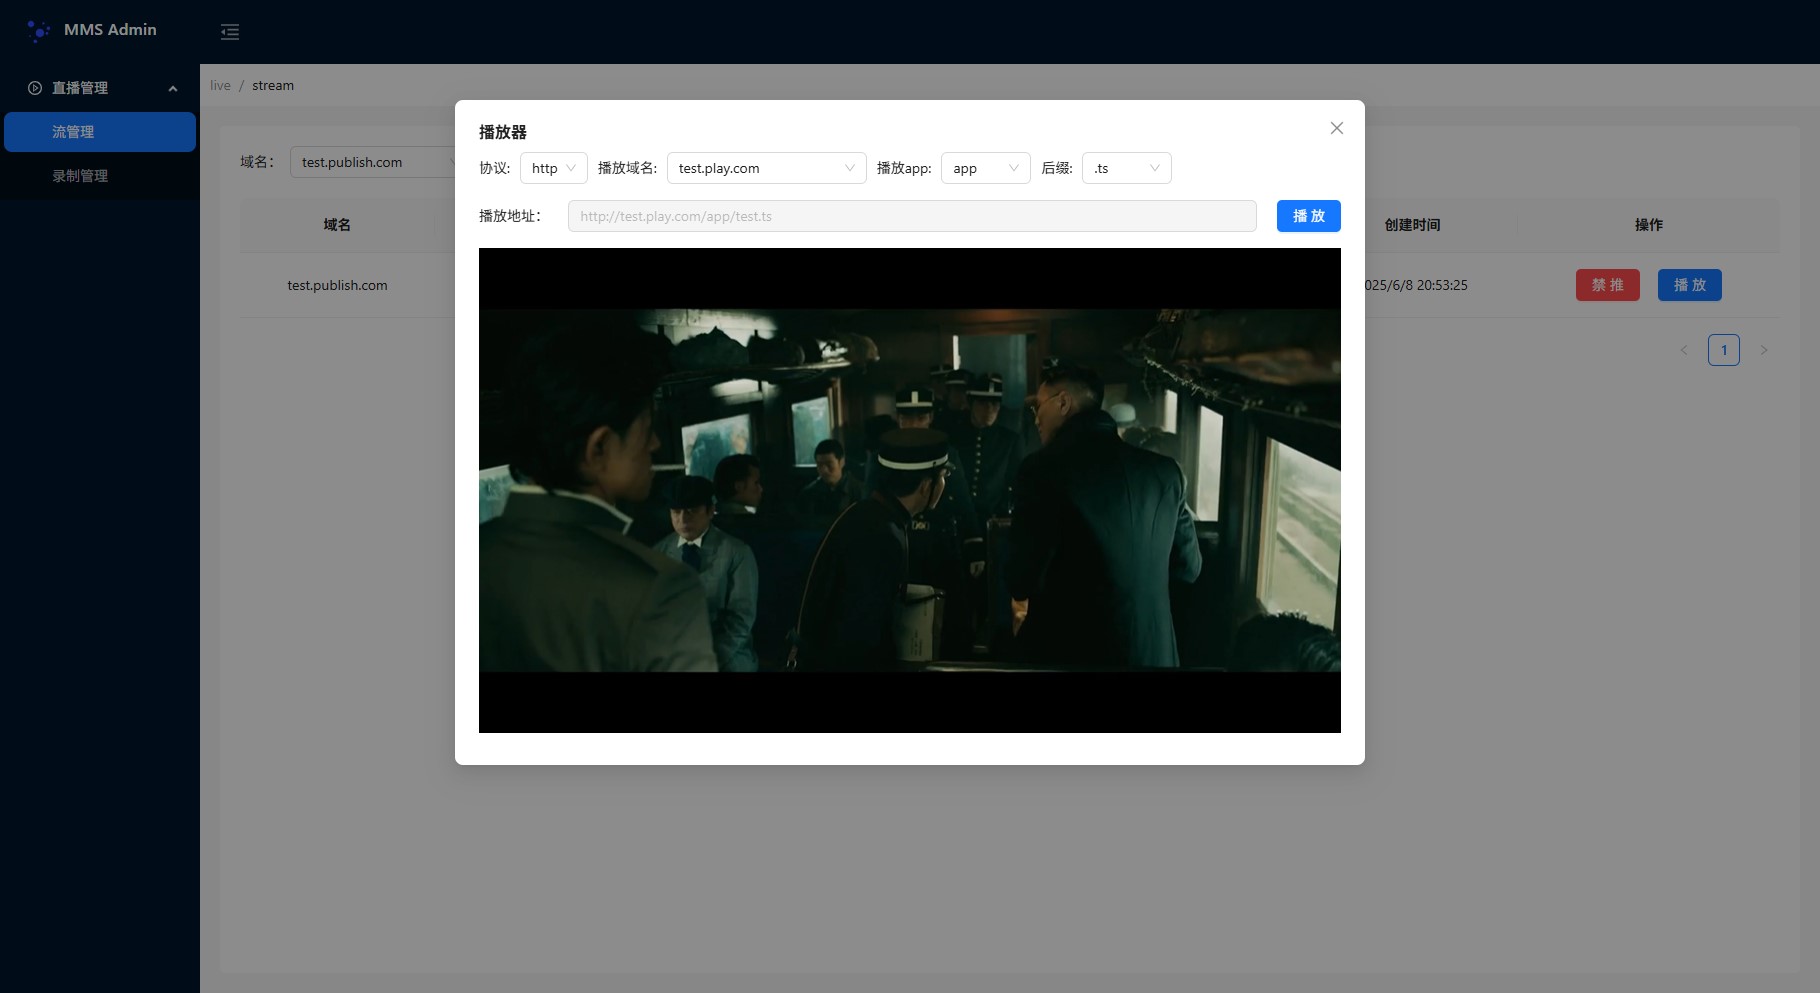 MMS Admin
直播管理
流管理
录制管理
live / stream
域名: test.publish.com
域名
创建时间
操作
test.publish.com
025/6/8 20:53:25
禁 推
播 放
1
播放器
协议: http 播放域名: test.play.com 播放app: app 后缀: .ts
播放地址: http://test.play.com/app/test.ts 播 放